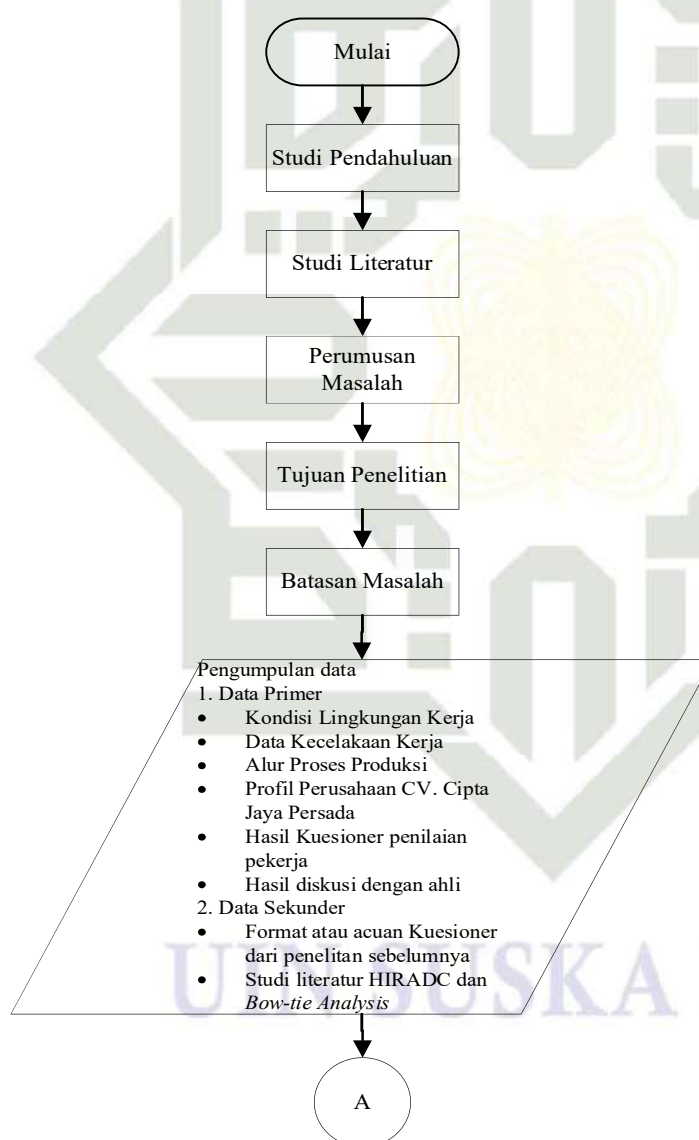 Mulai
Studi Pendahuluan
Studi Literatur
Perumusan
Masalah
Tujuan Penelitian
Batasan Masalah
Pengumpulan data
1. Data Primer
• Kondisi Lingkungan Kerja
• Data Kecelakaan Kerja
• Alur Proses Produksi
• Profil Perusahaan CV. Cipta
Jaya Persada
• Hasil Kuesioner penilaian
pekerja
• Hasil diskusi dengan ahli
2. Data Sekunder
• Format atau acuan Kuesioner
dari penelitan sebelumnya
• Studi literatur HIRADC dan
Bow-tie Analysis
UIN SUSKA
A